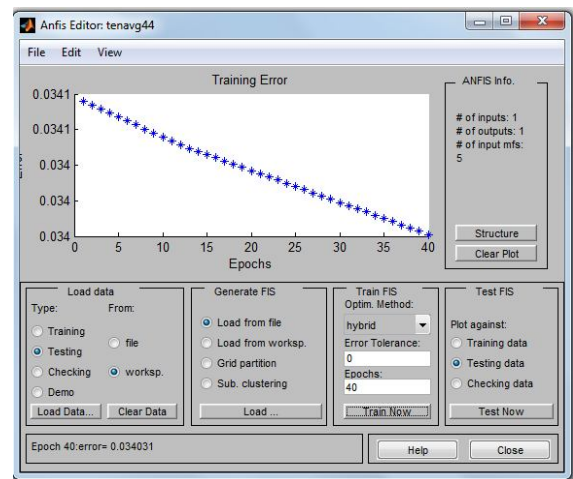 Anfis Editor: tenavg44
File Edit View
Training Error
0.0341
0.0341
0.034
0.034
0.034
0 5 10 15 20 25 30 35 40
Epochs
ANFIS Info.
# of inputs: 1
# of outputs: 1
# of input mfs:
5
Structure
Clear Plot
Load data
Type: From:
Training
Testing
Checking
Demo
file
worksp.
Load Data... Clear Data
Generate FIS
Load from file
Load from worksp.
Grid partition
Sub. clustering
Load ...
Train FIS
Optim. Method:
hybrid
Error Tolerance:
0
Epochs:
40
Train Now
Test FIS
Plot against:
Training data
Testing data
Checking data
Test Now
Epoch 40:error= 0.034031
Help
Close